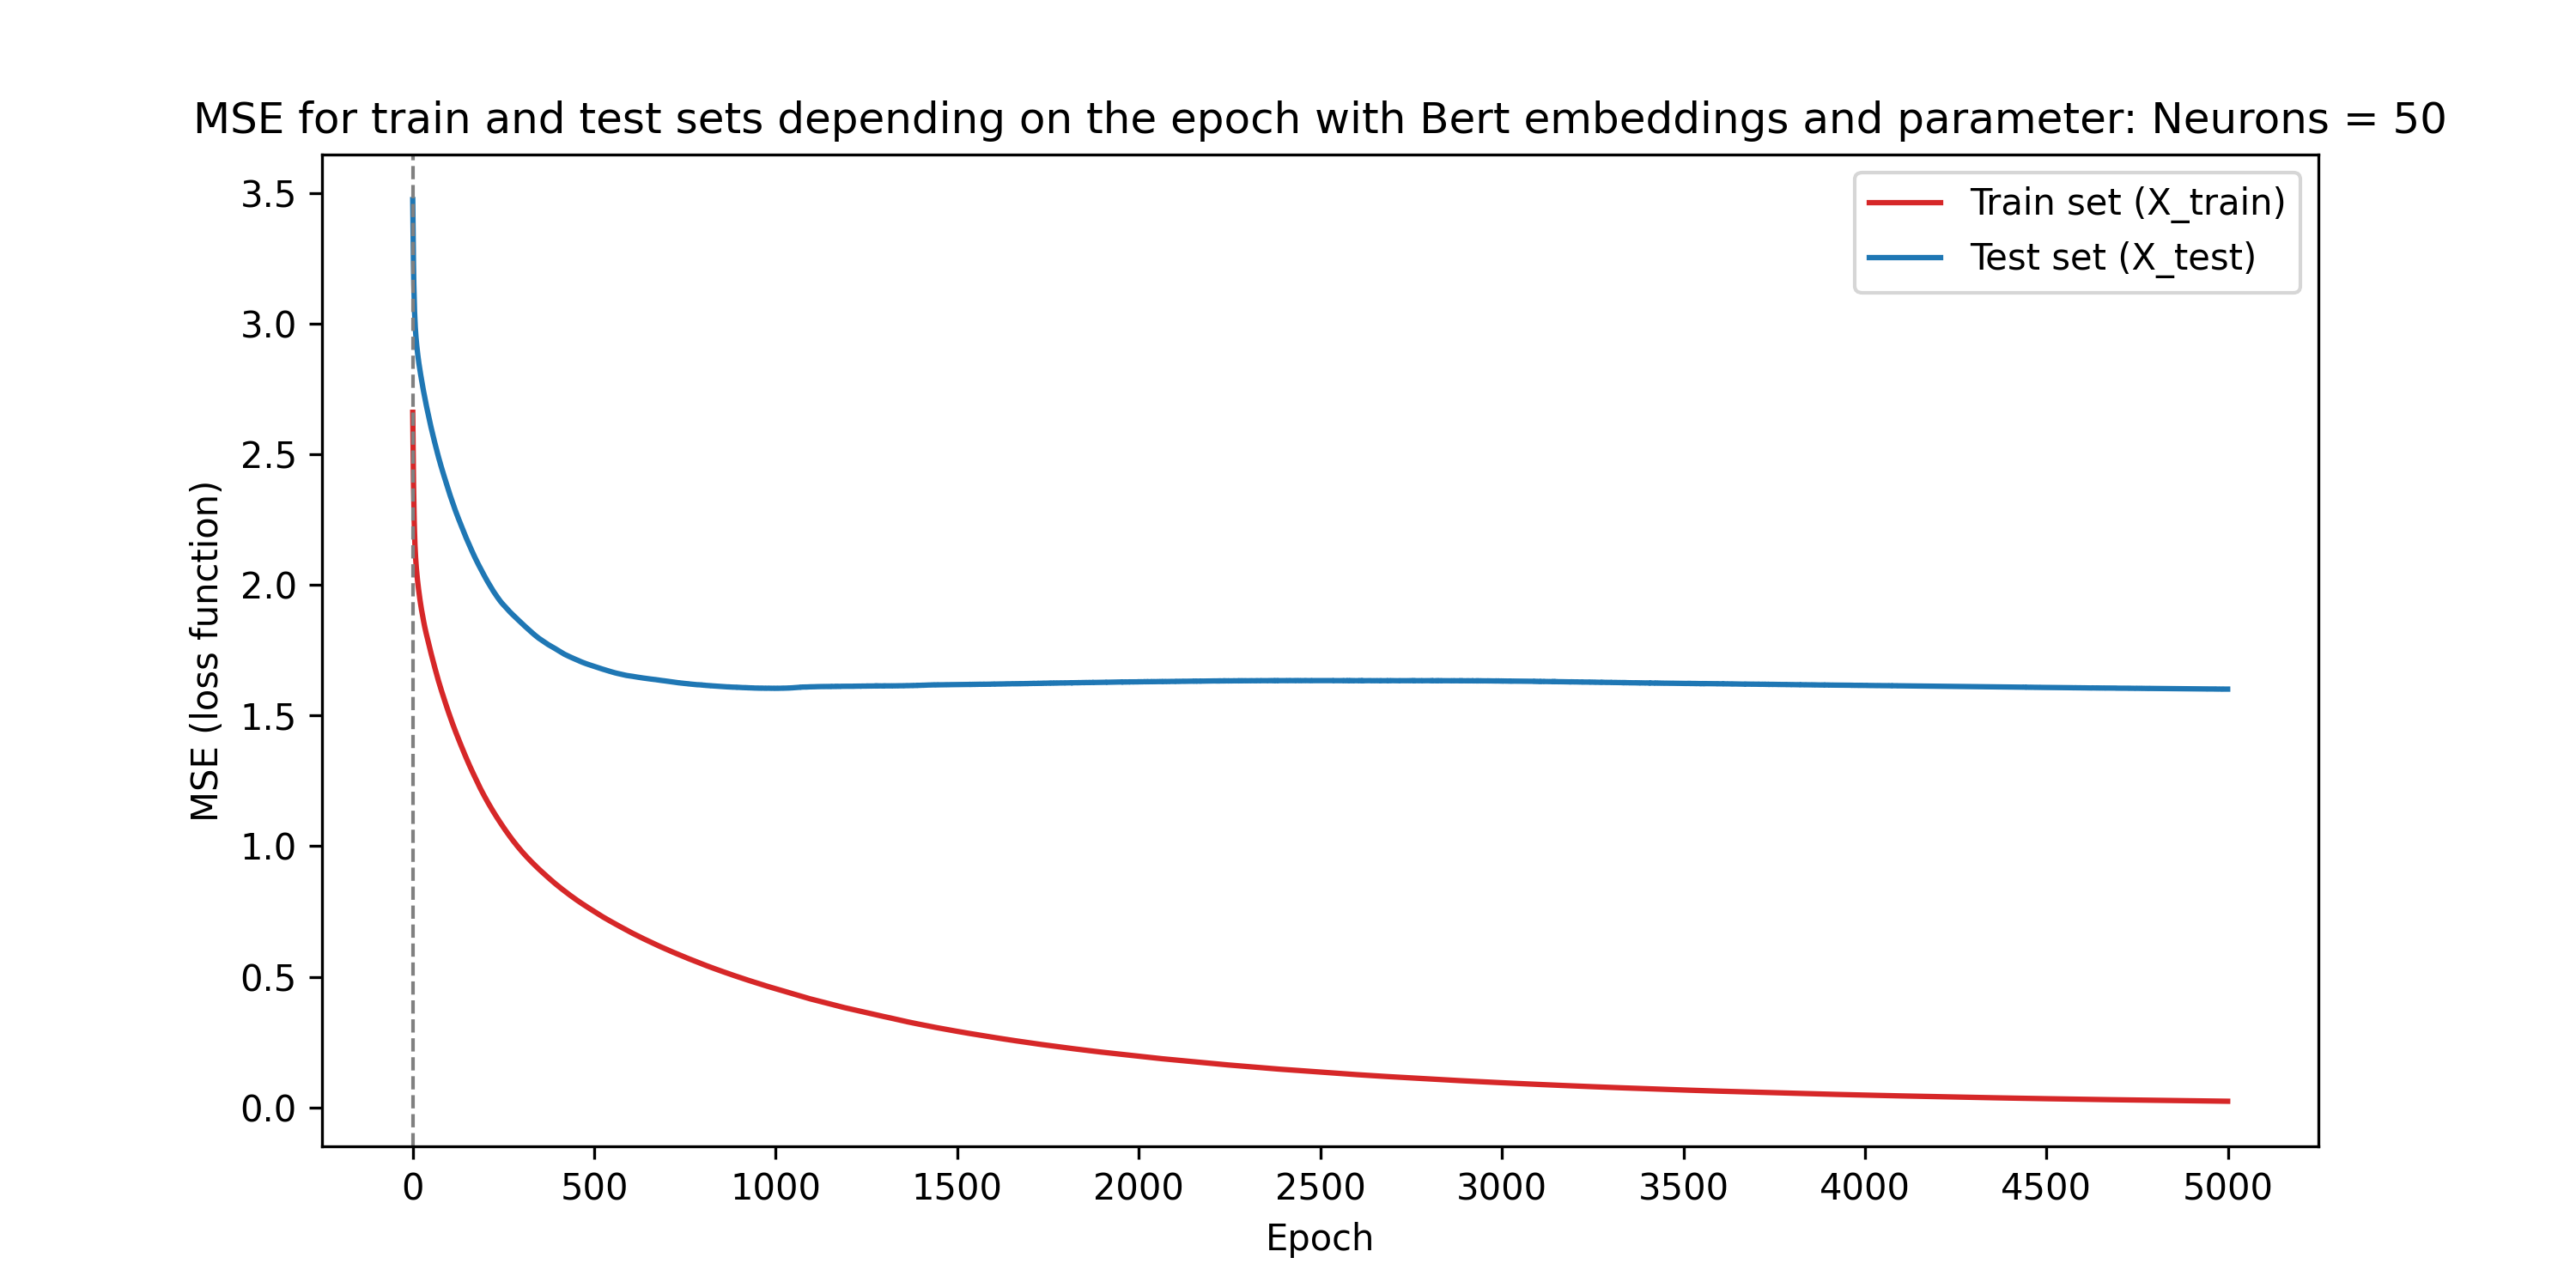 MSE for train and test sets depending on the epoch with Bert embeddings and parameter: Neurons = 50
Train set (X_train)
Test set (X_test)
MSE (loss function)
3.5
3.0
2.5
2.0
1.5
1.0
0.5
0.0
0 500 1000 1500 2000 2500 3000 3500 4000 4500 5000
Epoch